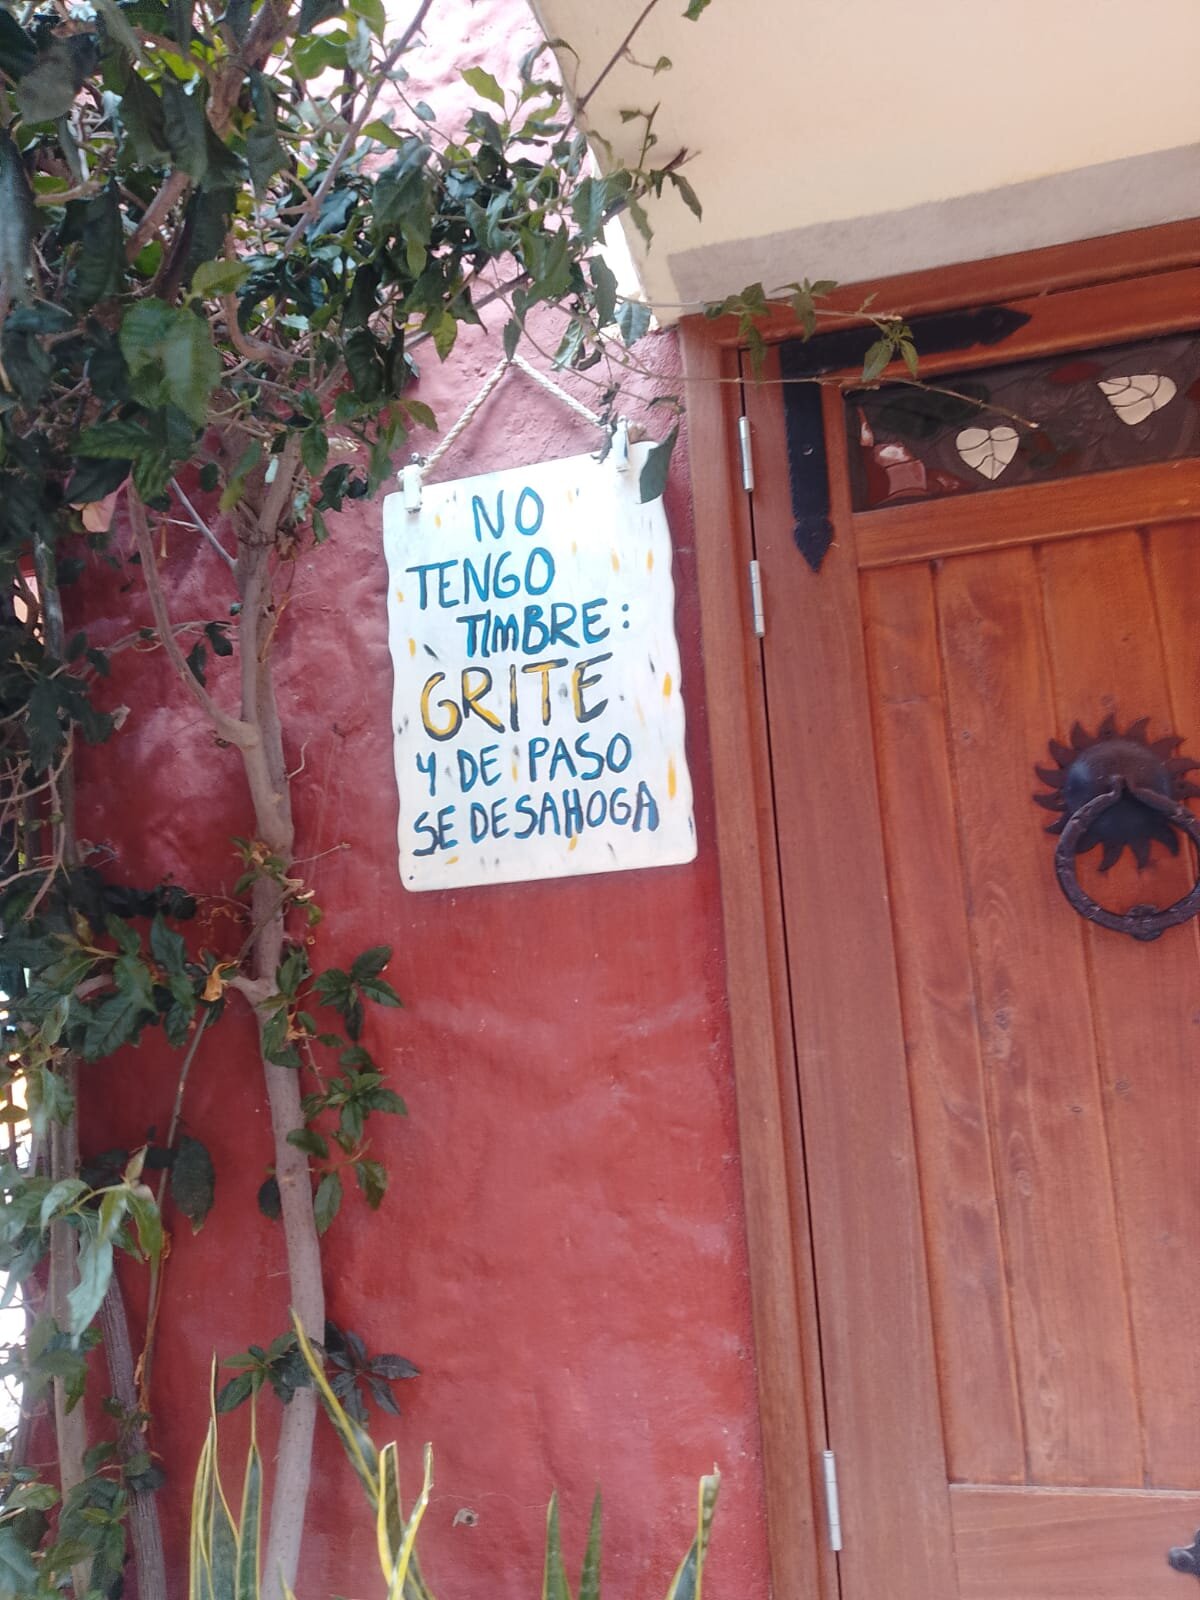 NO
TENGO
TIMBRE:
GRITE
Y DE PASO
SE DESAHOGA